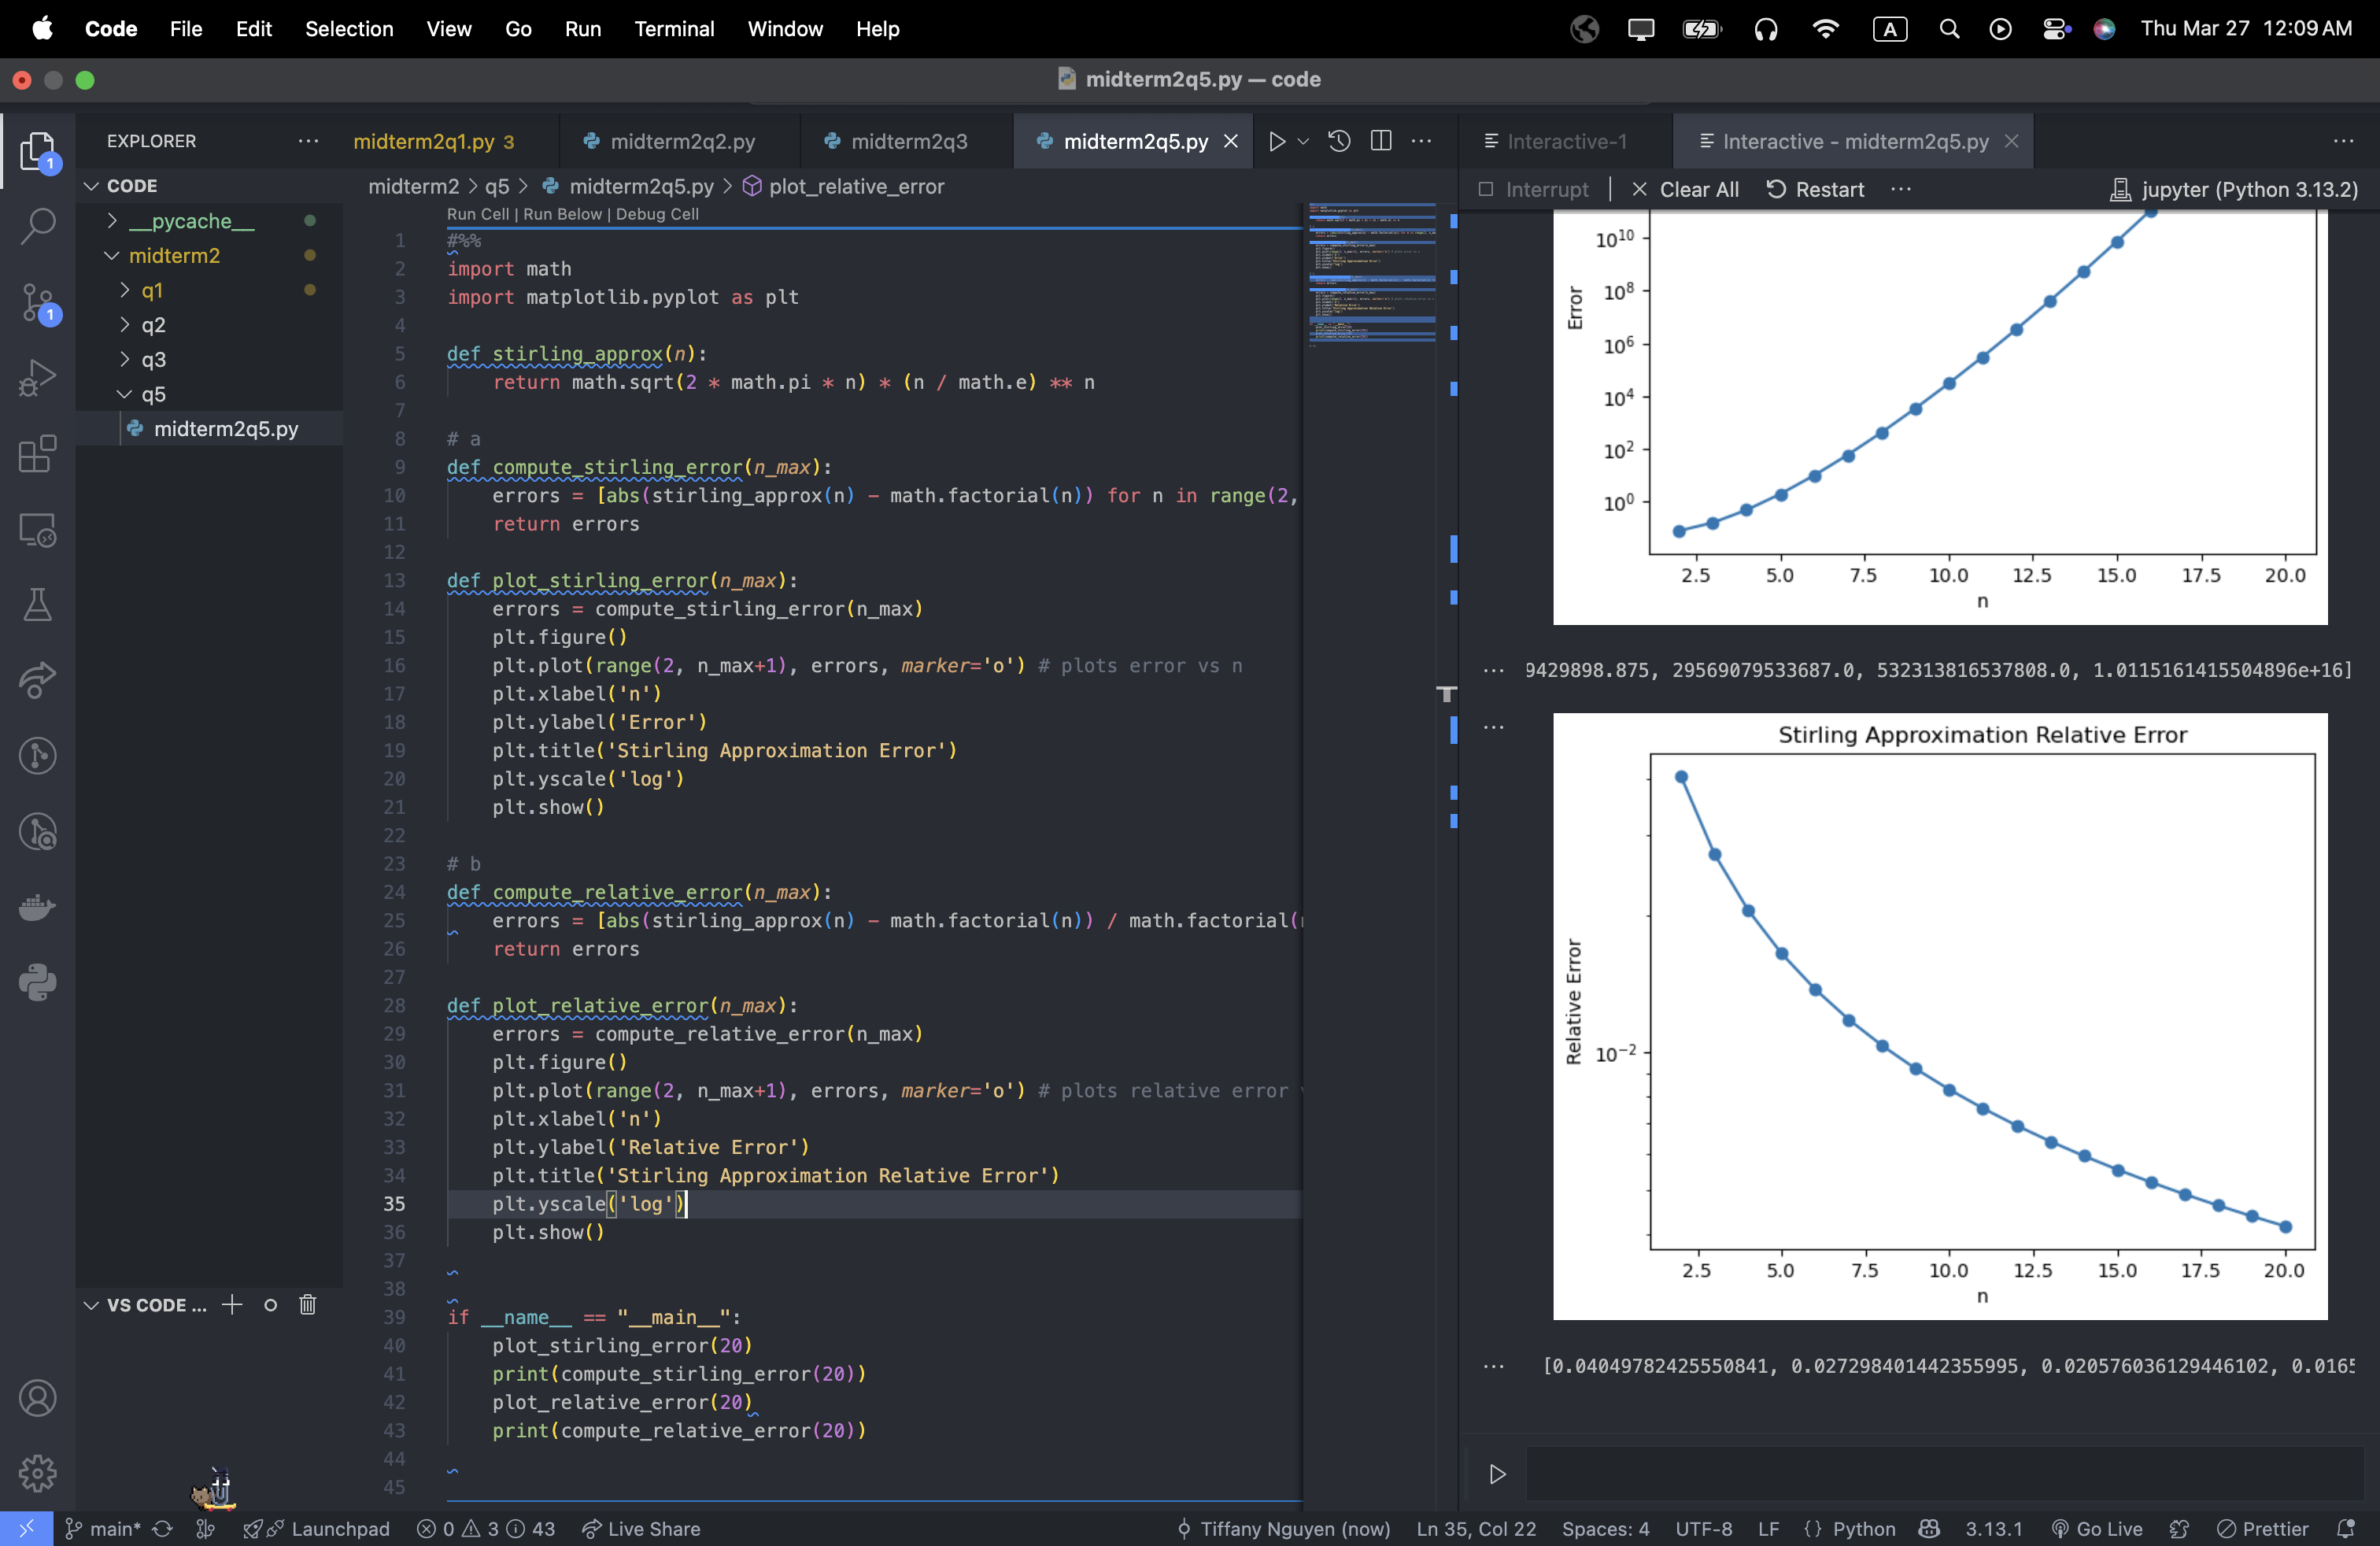 Code File Edit Selection View Go Run Terminal Window Help A Thu Mar 27 12:09 AM
midterm2q5.py — code
EXPLORER
midterm2q1.py 3 midterm2q2.py midterm2q3 midterm2q5.py
Interactive-1 Interactive - midterm2q5.py
1
CODE
midterm2 > q5 > midterm2q5.py > plot_relative_error
Interrupt | Clear All Restart ... jupyter (Python 3.13.2)
__pycache__
midterm2
q1
q2
q3
q5
midterm2q5.py
1
VS CODE ...
Run Cell | Run Below | Debug Cell
1 #%%
2 import math
3 import matplotlib.pyplot as plt
4
5 def stirling_approx(n):
6 return math.sqrt(2 * math.pi * n) * (n / math.e) ** n
7
8 # a
9 def compute_stirling_error(n_max):
10 errors = [abs(stirling_approx(n) - math.factorial(n)) for n in range(2,
11 return errors
12
13 def plot_stirling_error(n_max):
14 errors = compute_stirling_error(n_max)
15 plt.figure()
16 plt.plot(range(2, n_max+1), errors, marker='o') # plots error vs n
17 plt.xlabel('n')
18 plt.ylabel('Error')
19 plt.title('Stirling Approximation Error')
20 plt.yscale('log')
21 plt.show()
22
23 # b
24 def compute_relative_error(n_max):
25 errors = [abs(stirling_approx(n) - math.factorial(n)) / math.factorial(
26 return errors
27
28 def plot_relative_error(n_max):
29 errors = compute_relative_error(n_max)
30 plt.figure()
31 plt.plot(range(2, n_max+1), errors, marker='o') # plots relative error
32 plt.xlabel('n')
33 plt.ylabel('Relative Error')
34 plt.title('Stirling Approximation Relative Error')
35 plt.yscale('log')
36 plt.show()
37
38
39 if __name__ == "__main__":
40 plot_stirling_error(20)
41 print(compute_stirling_error(20))
42 plot_relative_error(20)
43 print(compute_relative_error(20))
44
45
Error
10^10
10^8
10^6
10^4
10^2
10^0
2.5 5.0 7.5 10.0 12.5 15.0 17.5 20.0
n
9429898.875, 29569079533687.0, 532313816537808.0, 1.0115161415504896e+16]
Stirling Approximation Relative Error
Relative Error
10^-2
2.5 5.0 7.5 10.0 12.5 15.0 17.5 20.0
n
[0.04049782425550841, 0.027298401442355995, 0.020576036129446102, 0.0165
main* Launchpad 0 3 43 Live Share Tiffany Nguyen (now) Ln 35, Col 22 Spaces: 4 UTF-8 LF {} Python 3.13.1 Go Live Prettier